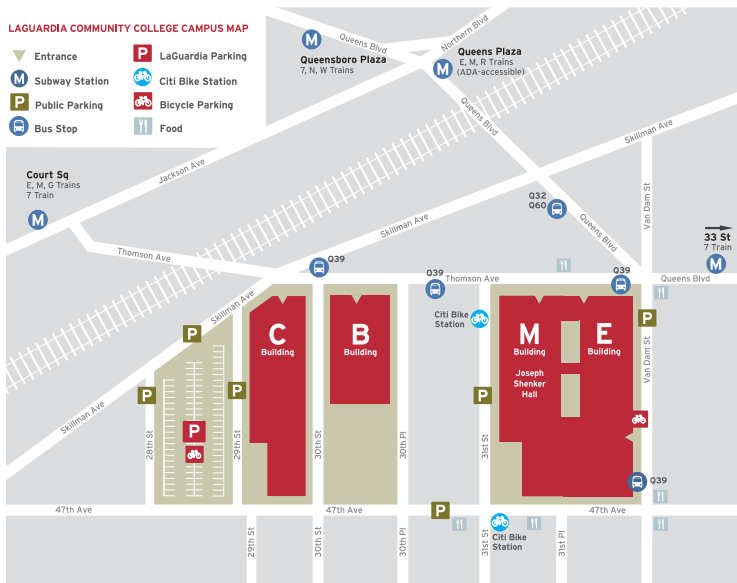 LAGUARDIA COMMUNITY COLLEGE CAMPUS MAP
Entrance
P
LaGuardia Parking
M
Subway Station
Citi Bike Station
P
Public Parking
Bicycle Parking
Bus Stop
Food
M
Queens Blvd
Northern Blvd
Queensboro Plaza
7, N, W Trains
M
Queens Plaza
E, M, R Trains
(ADA-accessible)
Queens Blvd
Skillman Ave
Jackson Ave
Court Sq
E, M, G Trains
7 Train
M
Van Dam St
Q32
Q60
Queens Blvd
Skillman Ave
33 St
7 Train
M
Thomson Ave
Q39
Q39
Thomson Ave
Q39
Queens Blvd
Skillman Ave
Citi Bike
Station
P
C
Building
B
Building
M
Building
E
Building
P
Joseph
Shenker
Hall
Van Dam St
P
P
P
Skillman Ave
P
28th St
29th St
30th St
30th Pl
31st St
Q39
47th Ave
47th Ave
P
47th Ave
Citi Bike
Station
29th St
30th St
30th Pl
31st St
31st Pl